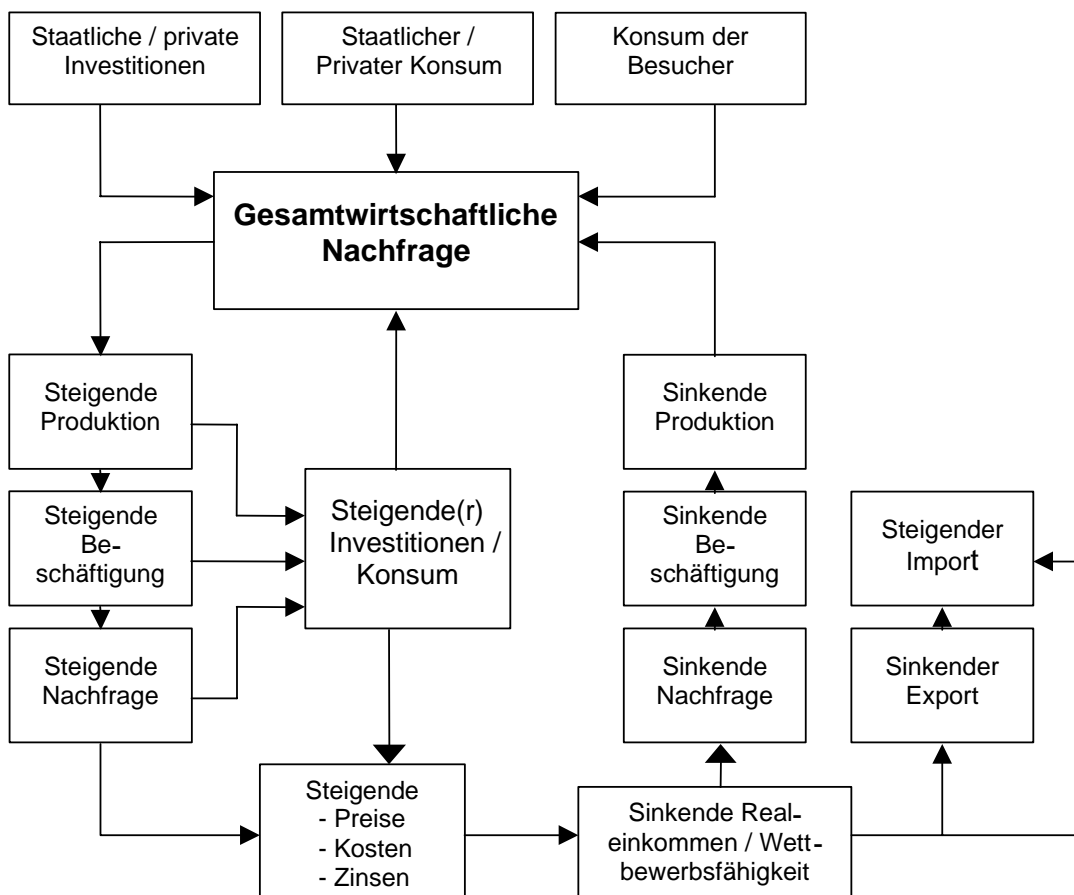 Staatliche / private
Investitionen
Staatlicher /
Privater Konsum
Konsum der
Besucher
Gesamtwirtschaftliche
Nachfrage
Steigende
Produktion
Sinkende
Produktion
Steigende
Be-
schäftigung
Steigende(r)
Investitionen /
Konsum
Sinkende
Be-
schäftigung
Steigender
Import
Steigende
Nachfrage
Sinkende
Nachfrage
Sinkender
Export
Steigende
- Preise
- Kosten
- Zinsen
Sinkende Real-
einkommen / Wett-
bewerbsfähigkeit